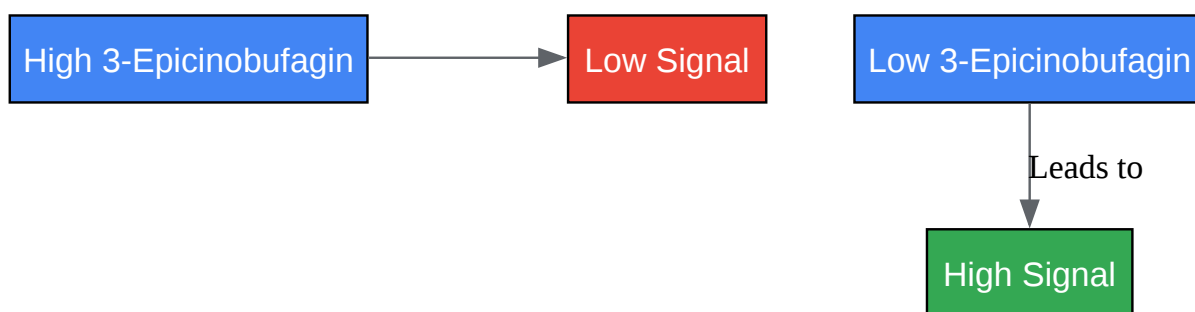 High 3-Epicinobufagin
Low Signal
Low 3-Epicinobufagin
Leads to
High Signal